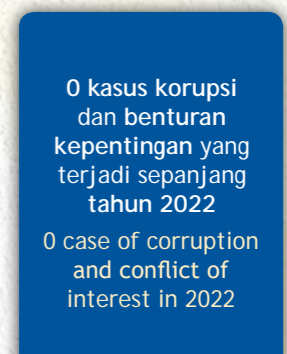 0 kasus korupsi
dan benturan
kepentingan yang
terjadi sepanjang
tahun 2022
0 case of corruption
and conflict of
interest in 2022